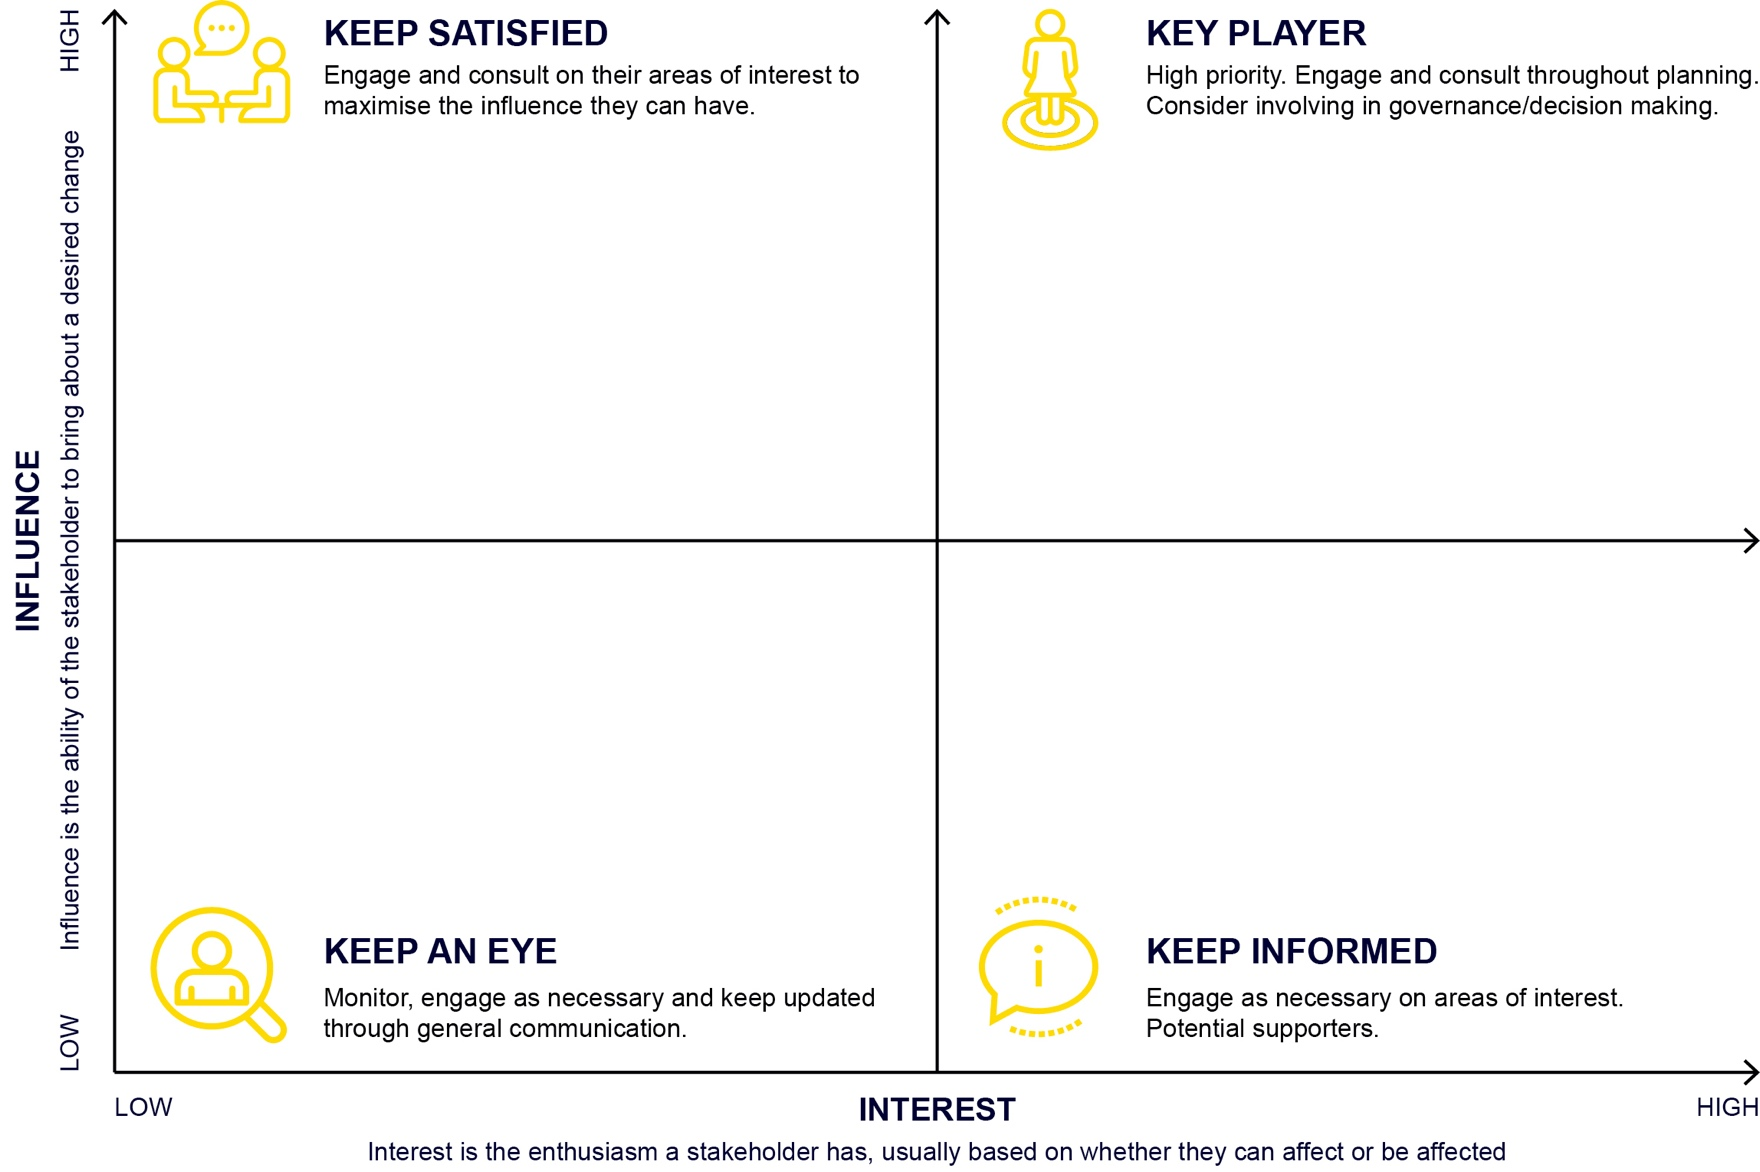 HIGH
Influence is the ability of the stakeholder to bring about a desired change
INFLUENCE
LOW
KEEP SATISFIED
Engage and consult on their areas of interest to
maximise the influence they can have.
KEY PLAYER
High priority. Engage and consult throughout planning.
Consider involving in governance/decision making.
KEEP AN EYE
Monitor, engage as necessary and keep updated
through general communication.
i
KEEP INFORMED
Engage as necessary on areas of interest.
Potential supporters.
LOW
INTEREST
HIGH
Interest is the enthusiasm a stakeholder has, usually based on whether they can affect or be affected